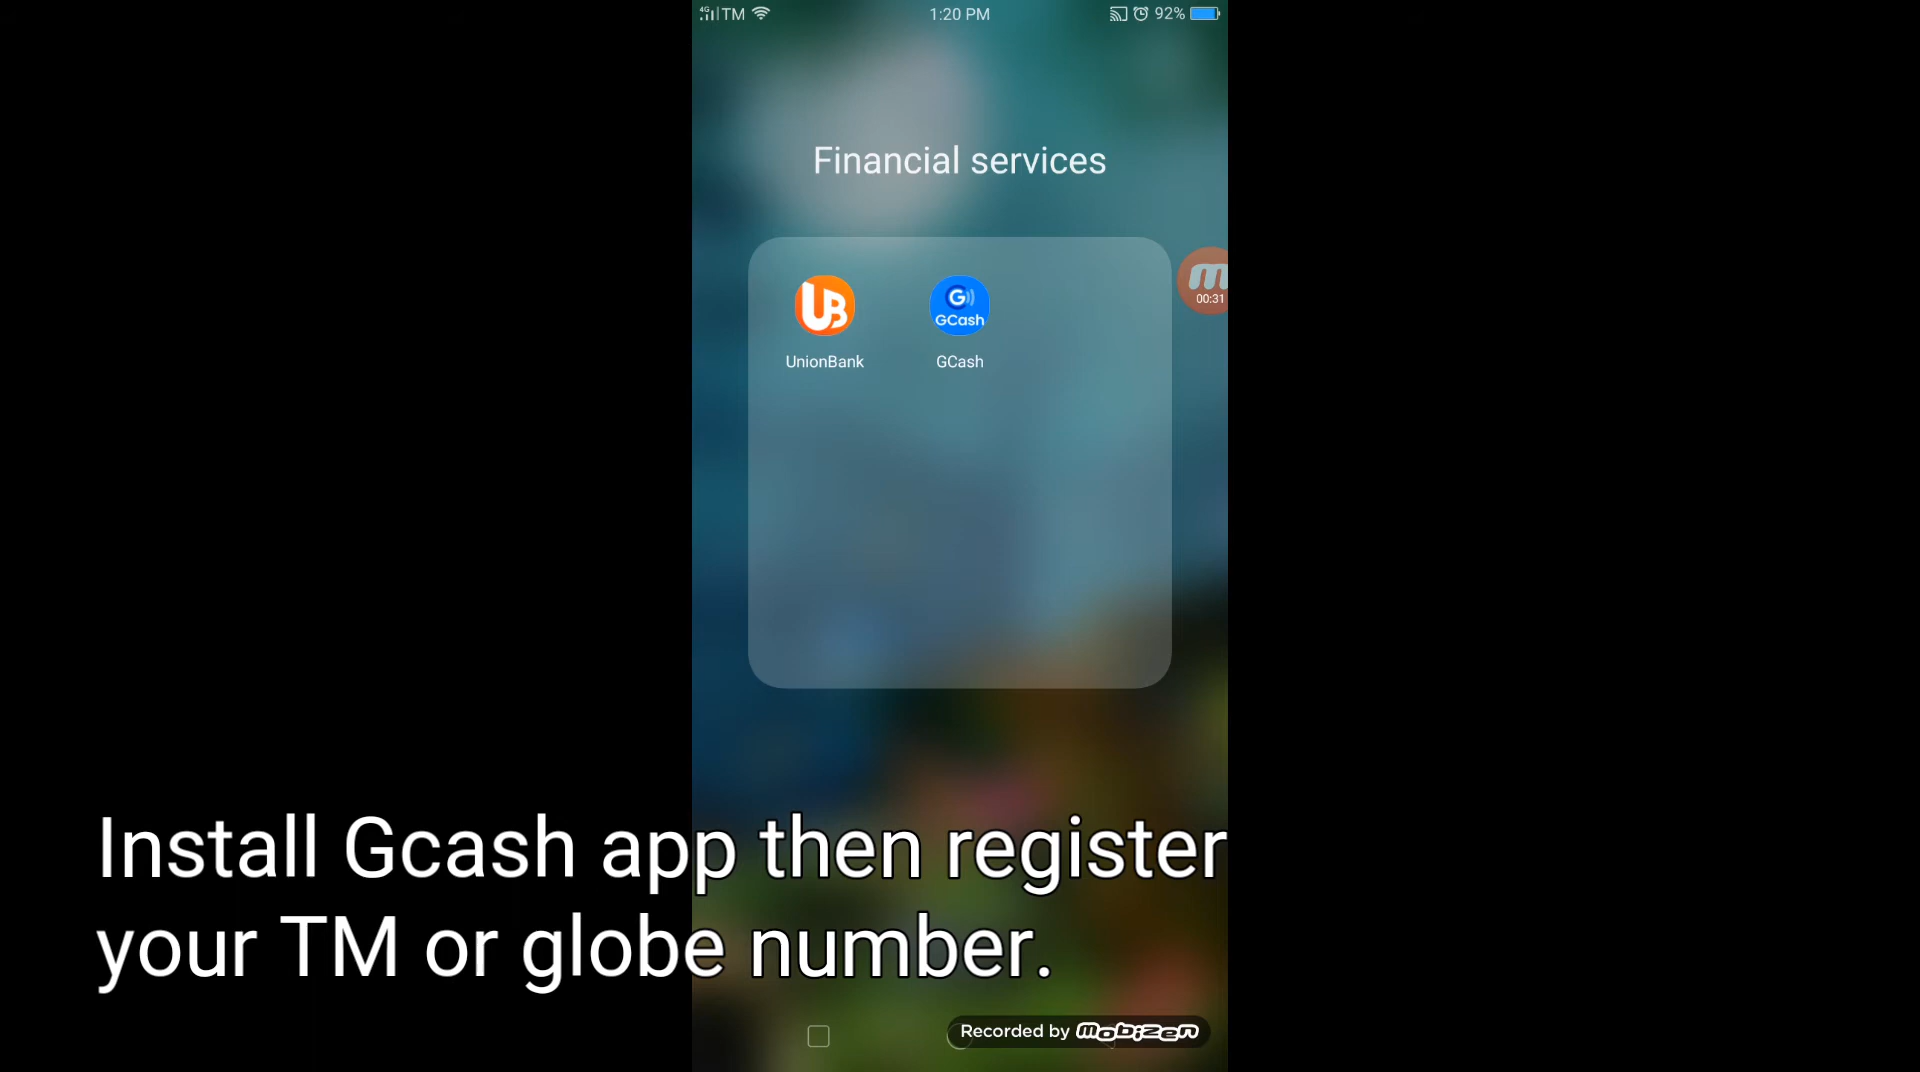 4G TM 1:20 PM 92%
Financial services
UB
G
GCash
m
00:31
UnionBank
GCash
Install Gcash app then register
your TM or globe number.
Recorded by mobizen